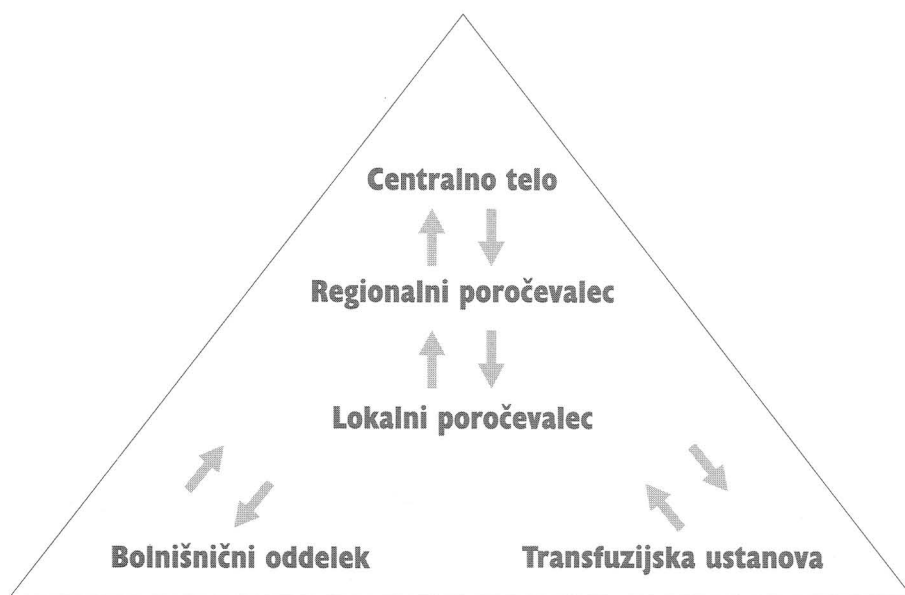 Centralno telo
Regionalni poročevalec
Lokalni poročevalec
Bolnišnični oddelek
Transfuzijska ustanova